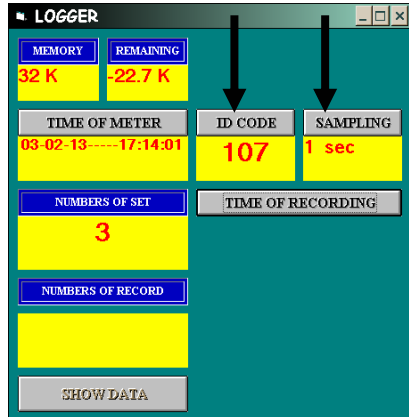 LOGGER
MEMORY REMAINING
32 K -22.7 K
TIME OF METER ID CODE SAMPLING
03-02-13-----17:14:01 107 1 sec
NUMBERS OF SET TIME OF RECORDING
3
NUMBERS OF RECORD
SHOW DATA